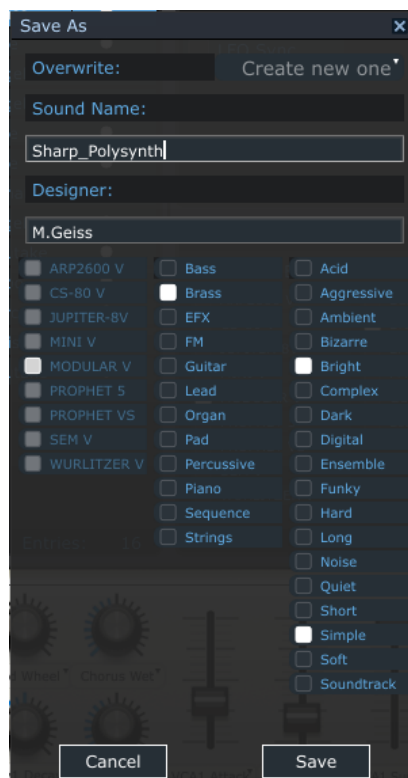 Save As
Overwrite: Create new one
Sound Name:
Sharp_Polysynth
Designer:
M.Geiss
ARP2600 V Bass Acid
CS-80 V Brass Aggressive
JUPITER-8V EFX Ambient
MINI V FM Bizarre
MODULAR V Guitar Bright
PROPHET 5 Lead Complex
PROPHET VS Organ Dark
SEM V Pad Digital
WURLITZER V Percussive Ensemble
Piano Funky
Sequence Hard
Entries: 16 Strings Long
Noise
Quiet
Short
Simple
Wheel Chorus Wet Soft
Soundtrack
Cancel Save